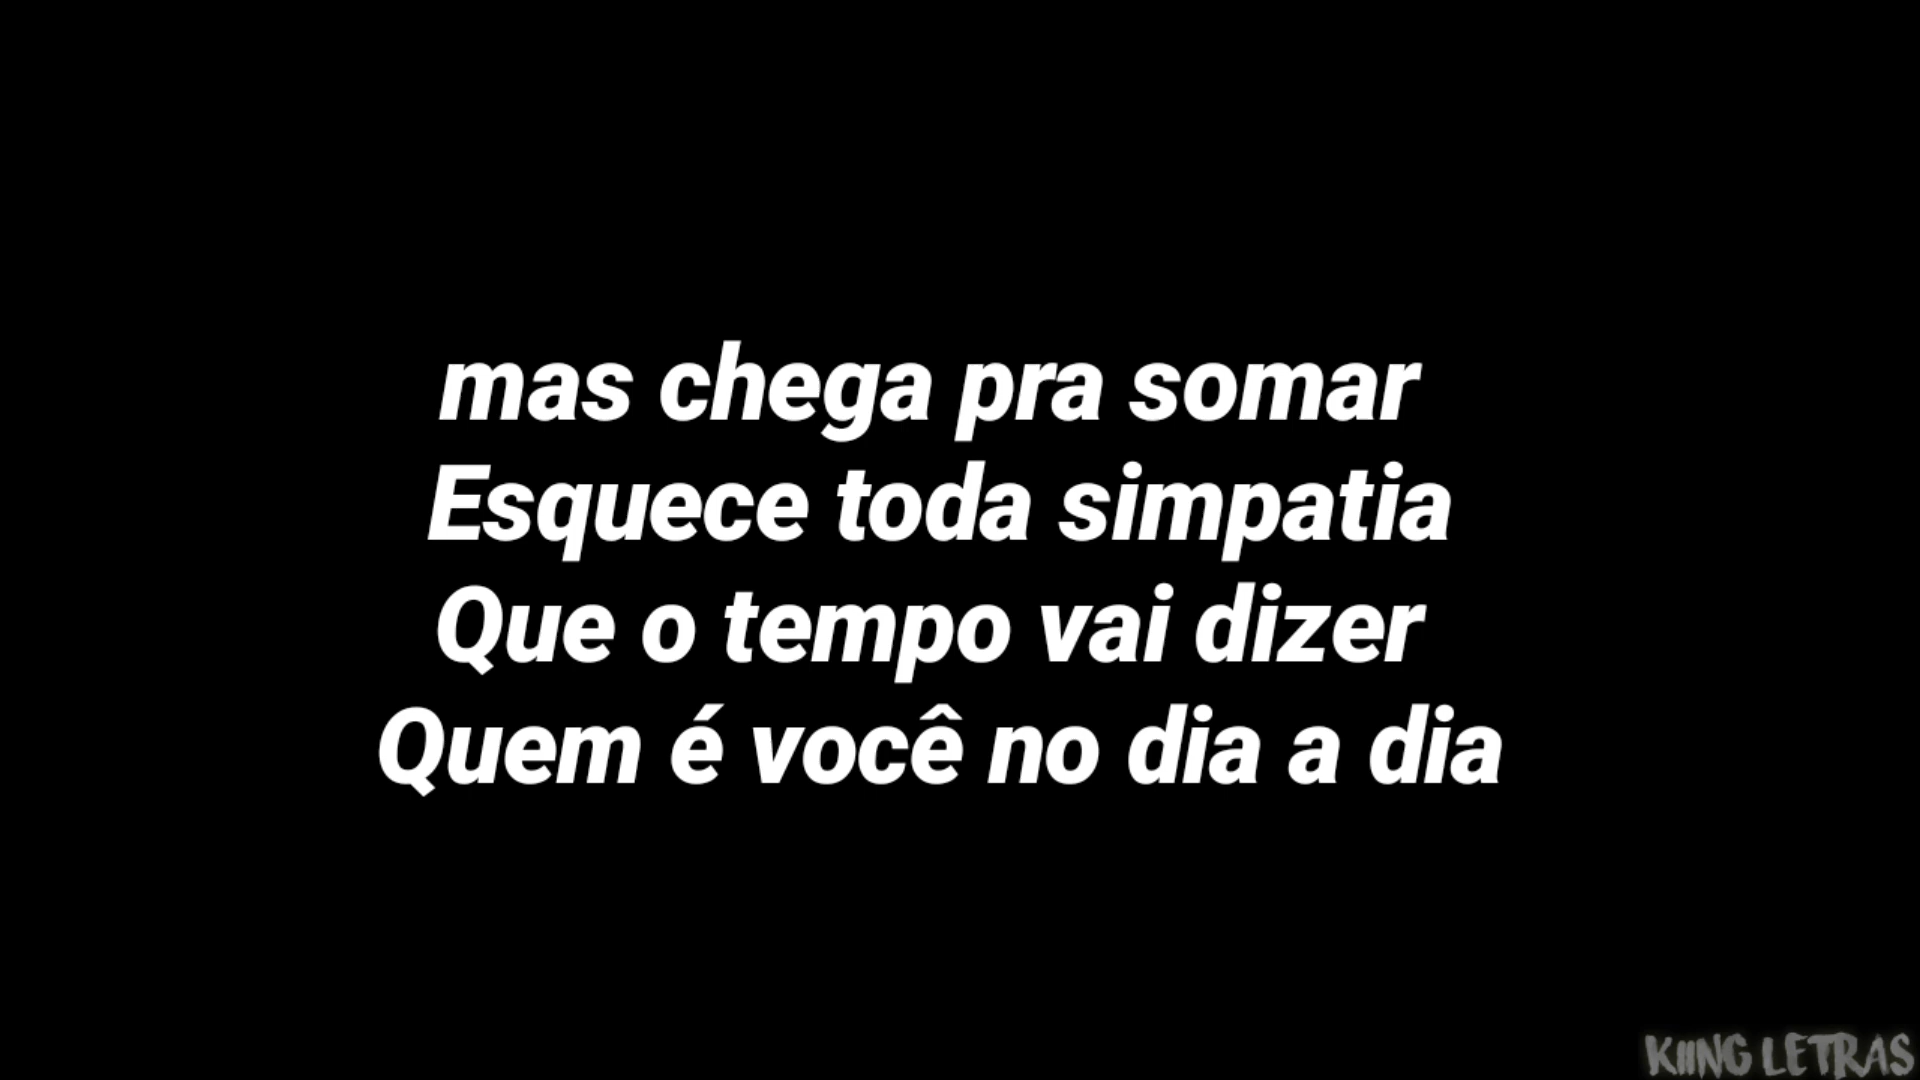 mas chega pra somar
Esquece toda simpatia
Que o tempo vai dizer
Quem é você no dia a dia
KIING LETRAS